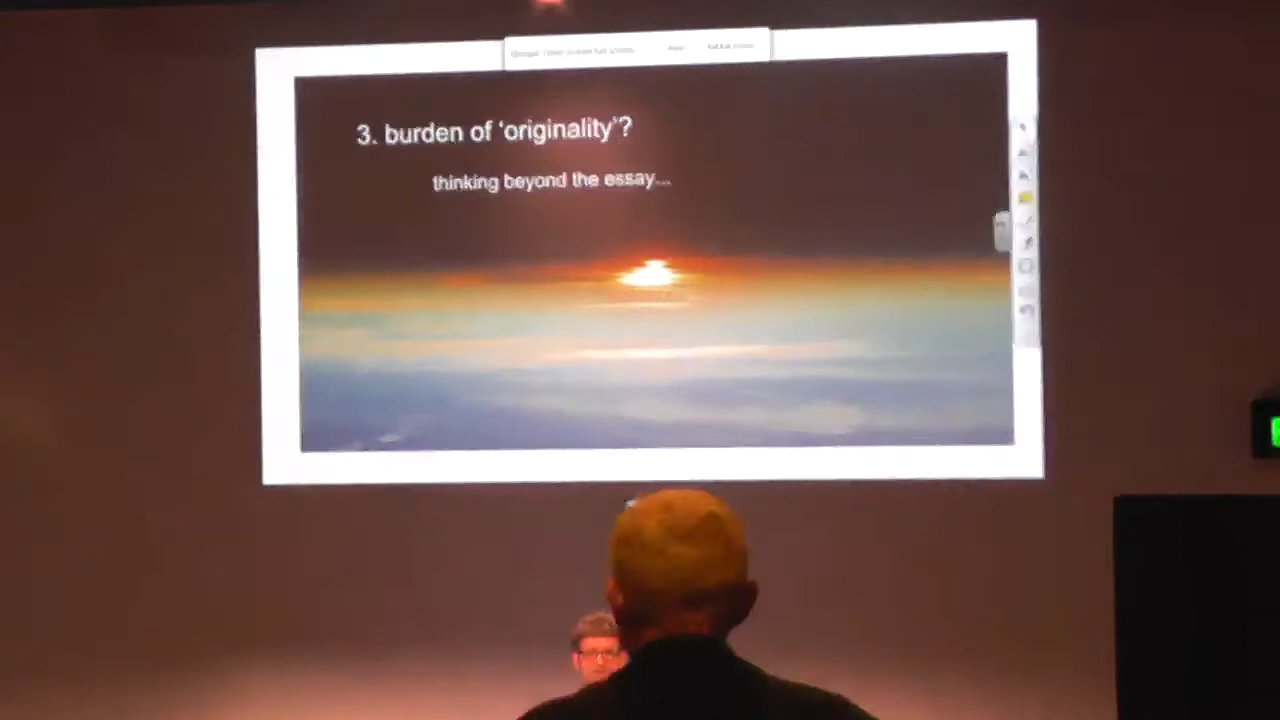 3. burden of ‘originality’?
thinking beyond the essay....